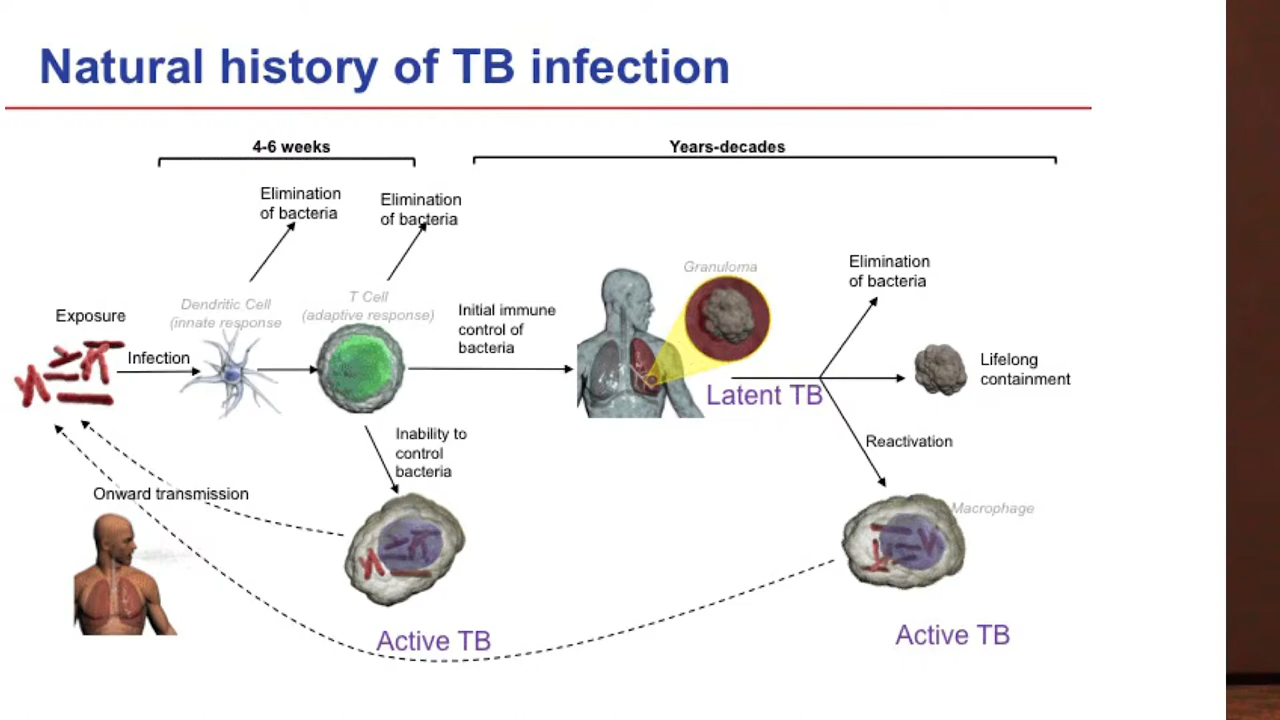 Natural history of TB infection
4-6 weeks
Years-decades
Elimination
of bacteria
Elimination
of bacteria
Elimination
of bacteria
Granuloma
Dendritic Cell
(innate response
T Cell
(adaptive response)
Exposure
Infection
Initial immune
control of
bacteria
Latent TB
Lifelong
containment
Inability to
control
bacteria
Reactivation
Onward transmission
Macrophage
Active TB
Active TB